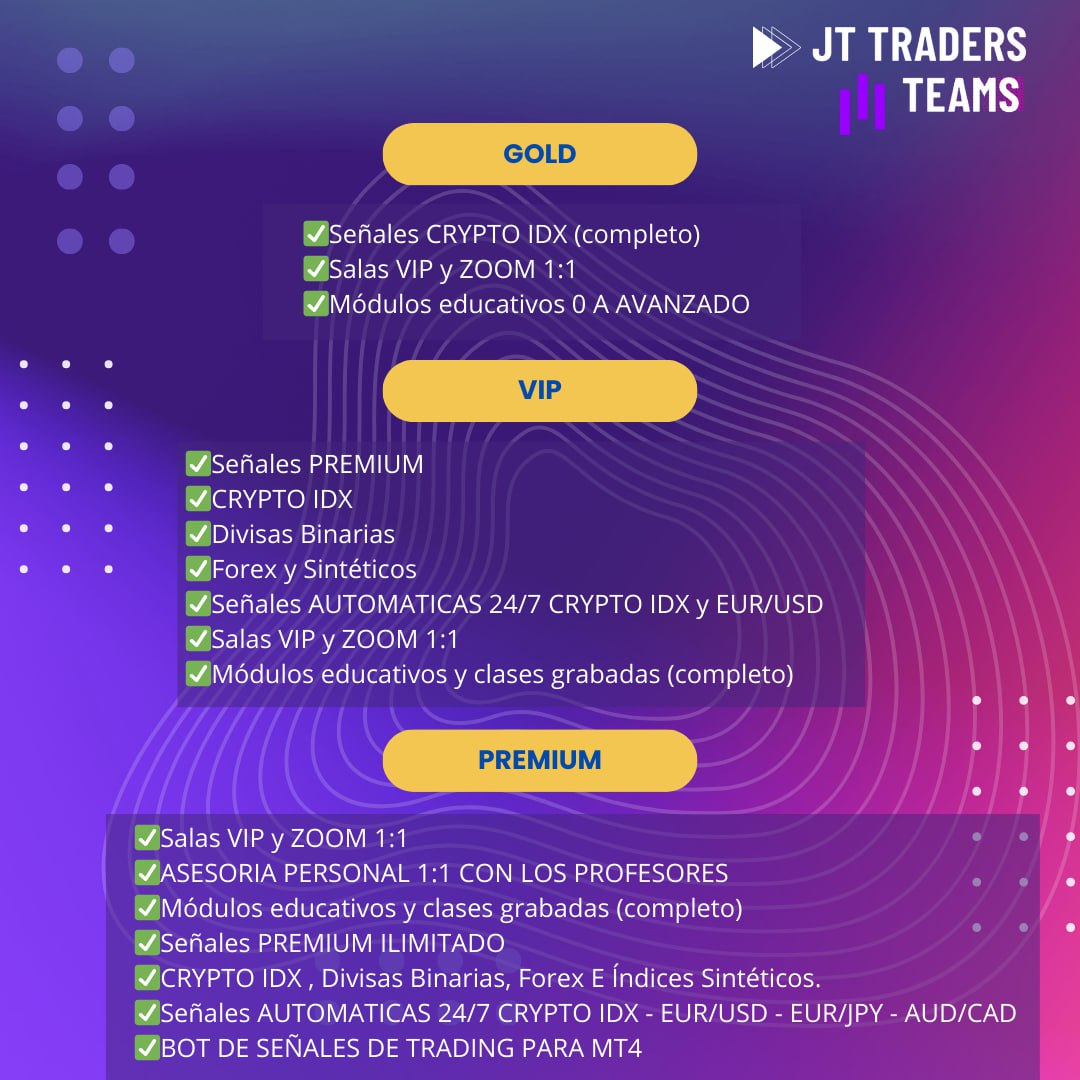 JT TRADERS
TEAMS
GOLD
✅Señales CRYPTO IDX (completo)
✅Salas VIP y ZOOM 1:1
✅Módulos educativos 0 A AVANZADO
VIP
✅Señales PREMIUM
✅CRYPTO IDX
✅Divisas Binarias
✅Forex y Sintéticos
✅Señales AUTOMATICAS 24/7 CRYPTO IDX y EUR/USD
✅Salas VIP y ZOOM 1:1
✅Módulos educativos y clases grabadas (completo)
PREMIUM
✅Salas VIP y ZOOM 1:1
✅ASESORIA PERSONAL 1:1 CON LOS PROFESORES
✅Módulos educativos y clases grabadas (completo)
✅Señales PREMIUM ILIMITADO
✅CRYPTO IDX , Divisas Binarias, Forex E Índices Sintéticos.
✅Señales AUTOMATICAS 24/7 CRYPTO IDX - EUR/USD - EUR/JPY - AUD/CAD
✅BOT DE SEÑALES DE TRADING PARA MT4